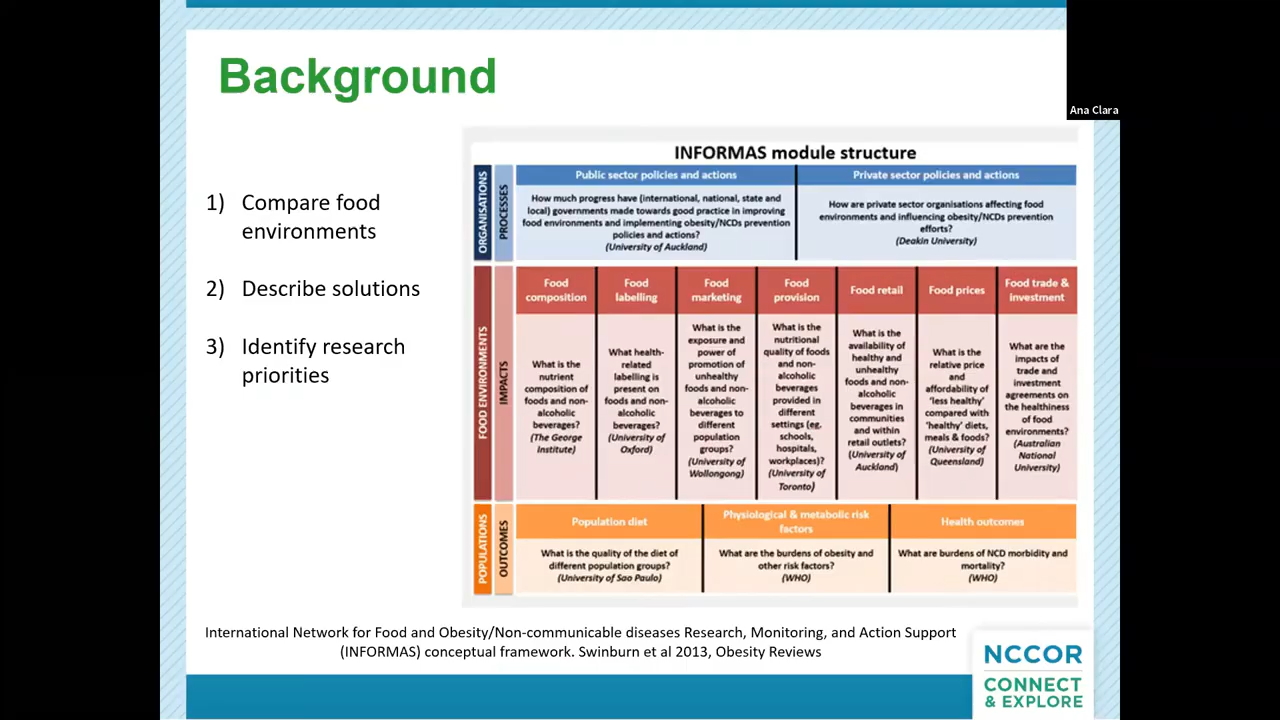 Background
Ana Clara
1) Compare food
environments
2) Describe solutions
3) Identify research
priorities
INFORMAS module structure
ORGANISATIONS
PROCESSES
Public sector policies and actions
How much progress have (international, national, state and
local) governments made towards good practice in improving
food environments and implementing obesity/NCDs prevention
policies and actions?
(University of Auckland)
Private sector policies and actions
How are private sector organisations affecting food
environments and influencing obesity/NCDs prevention
efforts?
(Deakin University)
FOOD ENVIRONMENTS
IMPACTS
Food
composition
What is the
nutrient
composition of
foods and non-
alcoholic
beverages?
(The George
Institute)
Food
labelling
What health-
related
labelling is
present on
foods and non-
alcoholic
beverages?
(University of
Oxford)
Food
marketing
What is the
exposure and
power of
promotion of
unhealthy
foods and non-
alcoholic
beverages to
different
population
groups?
(University of
Wollongong)
Food
provision
What is the
nutritional
quality of foods
and non-
alcoholic
beverages
provided in
different
settings (eg.
schools,
hospitals,
workplaces)?
(University of
Toronto)
Food retail
What is the
availability of
healthy and
unhealthy
foods and non-
alcoholic
beverages in
communities
and within
retail outlets?
(University of
Auckland)
Food prices
What is the
relative price
and
affordability of
'less healthy'
compared with
'healthy' diets,
meals & foods?
(University of
Queensland)
Food trade &
investment
What are the
impacts of
trade and
investment
agreements on
the healthiness
of food
environments?
(Australian
National
University)
POPULATIONS
OUTCOMES
Population diet
What is the quality of the diet of
different population groups?
(University of Sao Paulo)
Physiological & metabolic risk
factors
What are the burdens of obesity and
other risk factors?
(WHO)
Health outcomes
What are burdens of NCD morbidity and
mortality?
(WHO)
International Network for Food and Obesity/Non-communicable diseases Research, Monitoring, and Action Support
(INFORMAS) conceptual framework. Swinburn et al 2013, Obesity Reviews
NCCOR
CONNECT
& EXPLORE